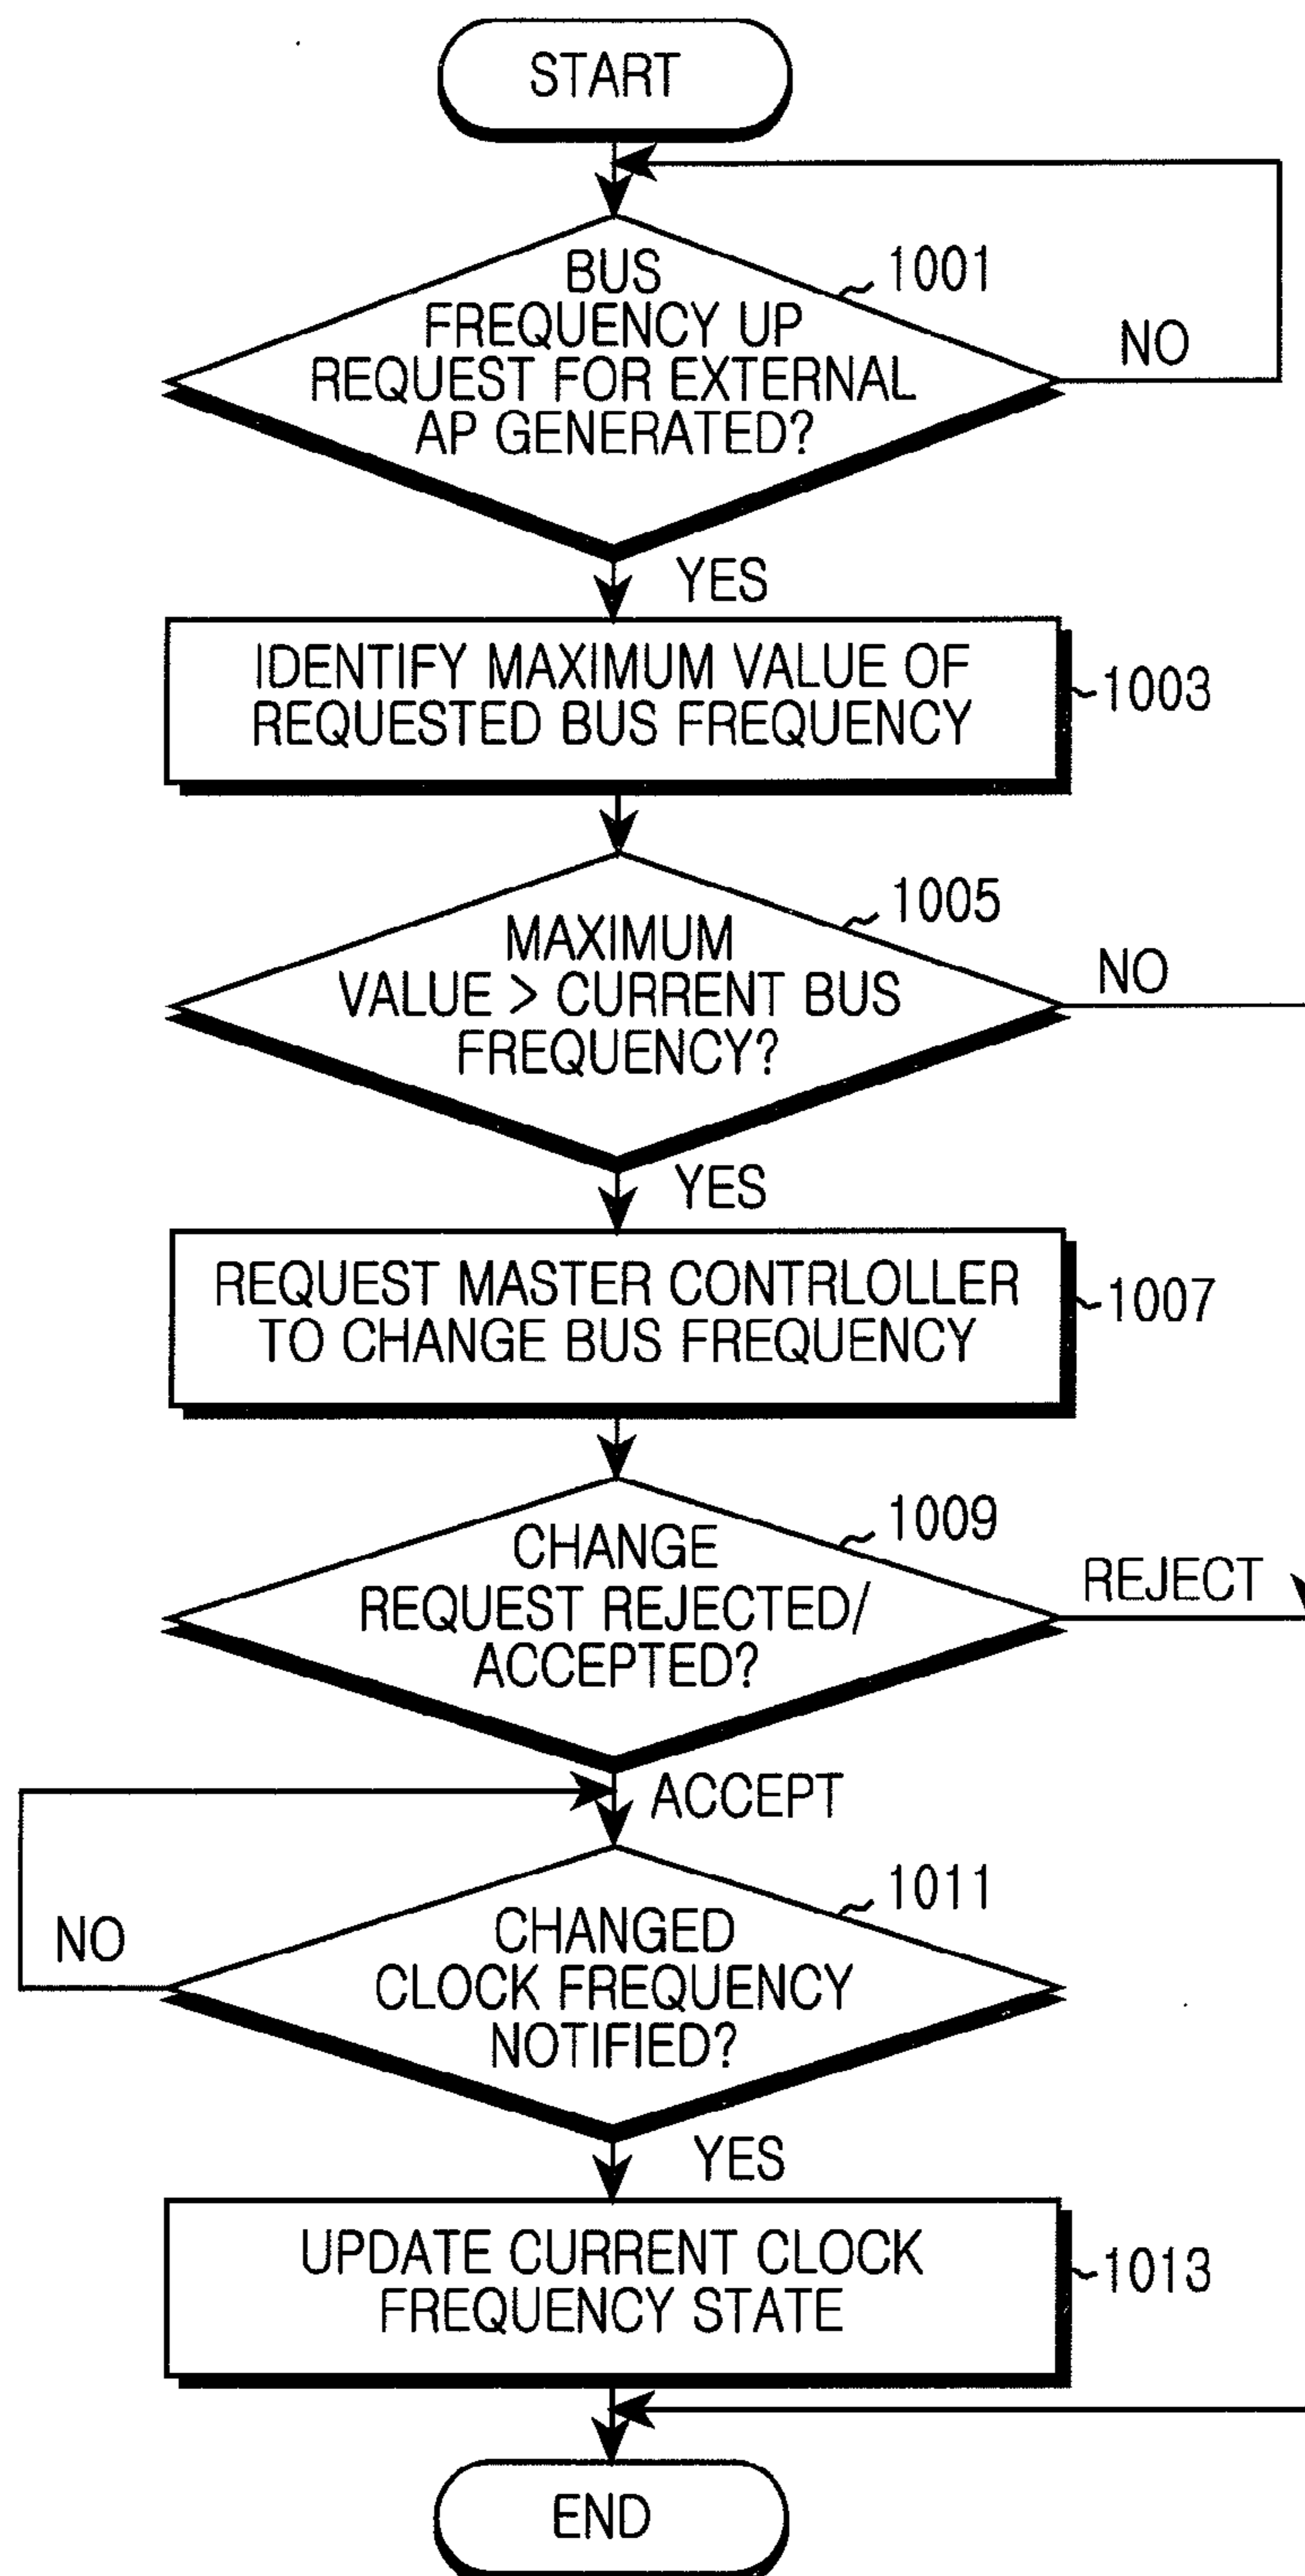 START
BUS
FREQUENCY UP
REQUEST FOR EXTERNAL
AP GENERATED?
1001
NO
YES
IDENTIFY MAXIMUM VALUE OF
REQUESTED BUS FREQUENCY
1003
MAXIMUM
VALUE > CURRENT BUS
FREQUENCY?
1005
NO
YES
REQUEST MASTER CONTRLOLLER
TO CHANGE BUS FREQUENCY
1007
CHANGE
REQUEST REJECTED/
ACCEPTED?
1009
REJECT
ACCEPT
CHANGED
CLOCK FREQUENCY
NOTIFIED?
1011
NO
YES
UPDATE CURRENT CLOCK
FREQUENCY STATE
1013
END